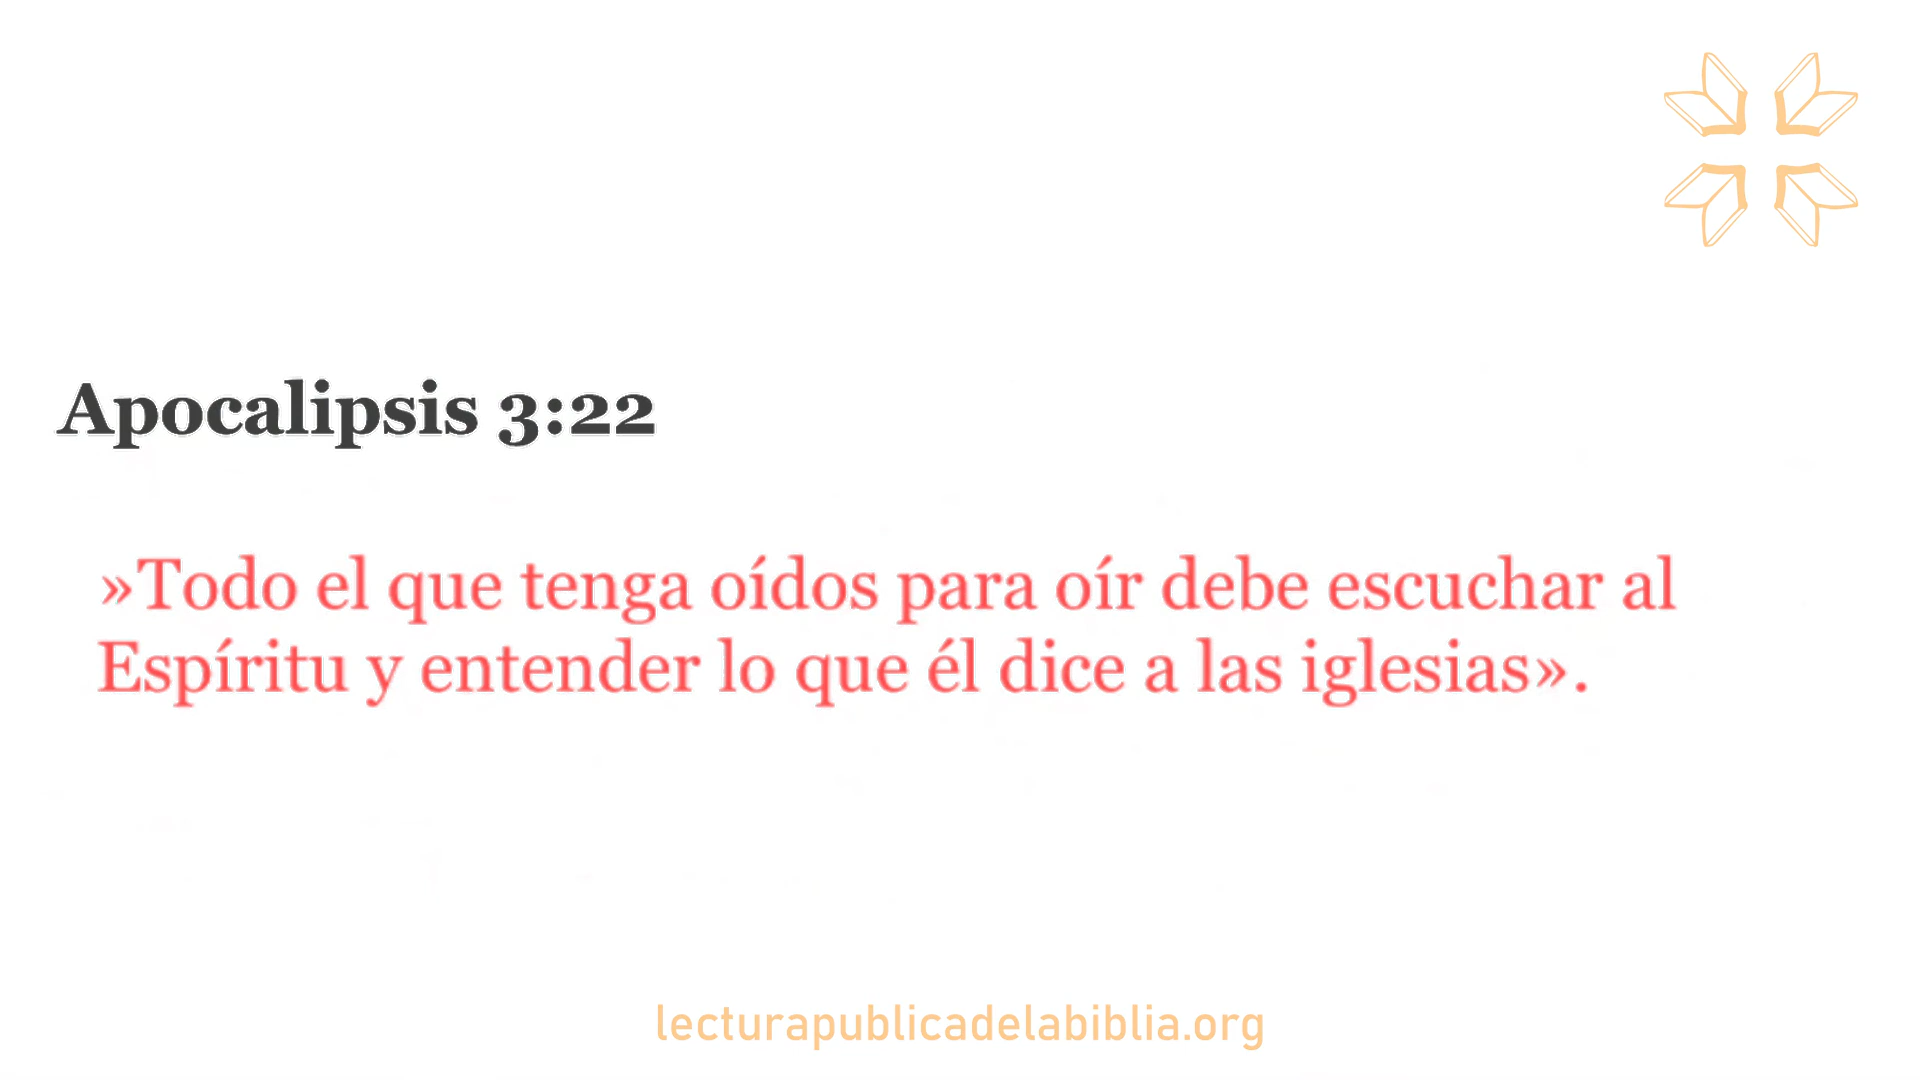 Apocalipsis 3:22
»Todo el que tenga oídos para oír debe escuchar al
Espíritu y entender lo que él dice a las iglesias».
lecturapublicadelabiblia.org